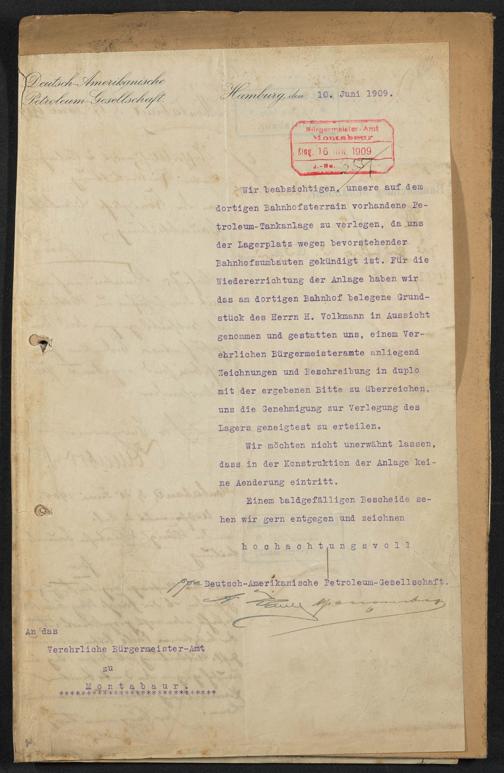 Deutsch-Amerikanische
Petroleum-Gesellschaft
Hamburg, den 10. Juni 1909.
Bürgermeister-Amt
Montabaur
Eing. 16 JUN. 1909
J.-No.
Wir beabsichtigen, unsere auf dem
dortigen Bahnhofsterrain vorhandene Pe-
troleum-Tankanlage zu verlegen, da uns
der Lagerplatz wegen bevorstehender
Bahnhofsumbauten gekündigt ist. Für die
Wiedererrichtung der Anlage haben wir
das am dortigen Bahnhof belegene Grund-
stück des Herrn H. Volkmann in Aussicht
genommen und gestatten uns, einem Ver-
ehrlichen Bürgermeisteramte anliegend
Zeichnungen und Beschreibung in duplo
mit der ergebenen Bitte zu überreichen,
uns die Genehmigung zur Verlegung des
Lagers geneigtest zu erteilen.
Wir möchten nicht unerwähnt lassen,
dass in der Konstruktion der Anlage kei-
ne Aenderung eintritt.
Einem baldgefälligen Bescheide se-
hen wir gern entgegen und zeichnen
hochachtungsvoll
ppa Deutsch-Amerikanische Petroleum-Gesellschaft.
An das
Verehrliche Bürgermeister-Amt
zu
Montabaur.